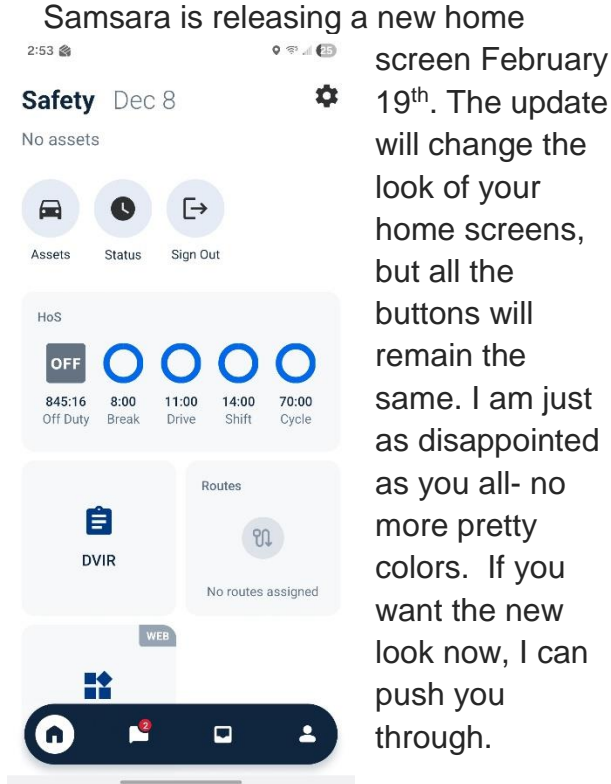 Samsara is releasing a new home
screen February
19th. The update
will change the
look of your
home screens,
but all the
buttons will
remain the
same. I am just
as disappointed
as you all- no
more pretty
colors. If you
want the new
look now, I can
push you
through.
2:53
25
Safety Dec 8
No assets
Assets Status Sign Out
HoS
OFF
845:16 8:00 11:00 14:00 70:00
Off Duty Break Drive Shift Cycle
DVIR
Routes
No routes assigned
WEB
2